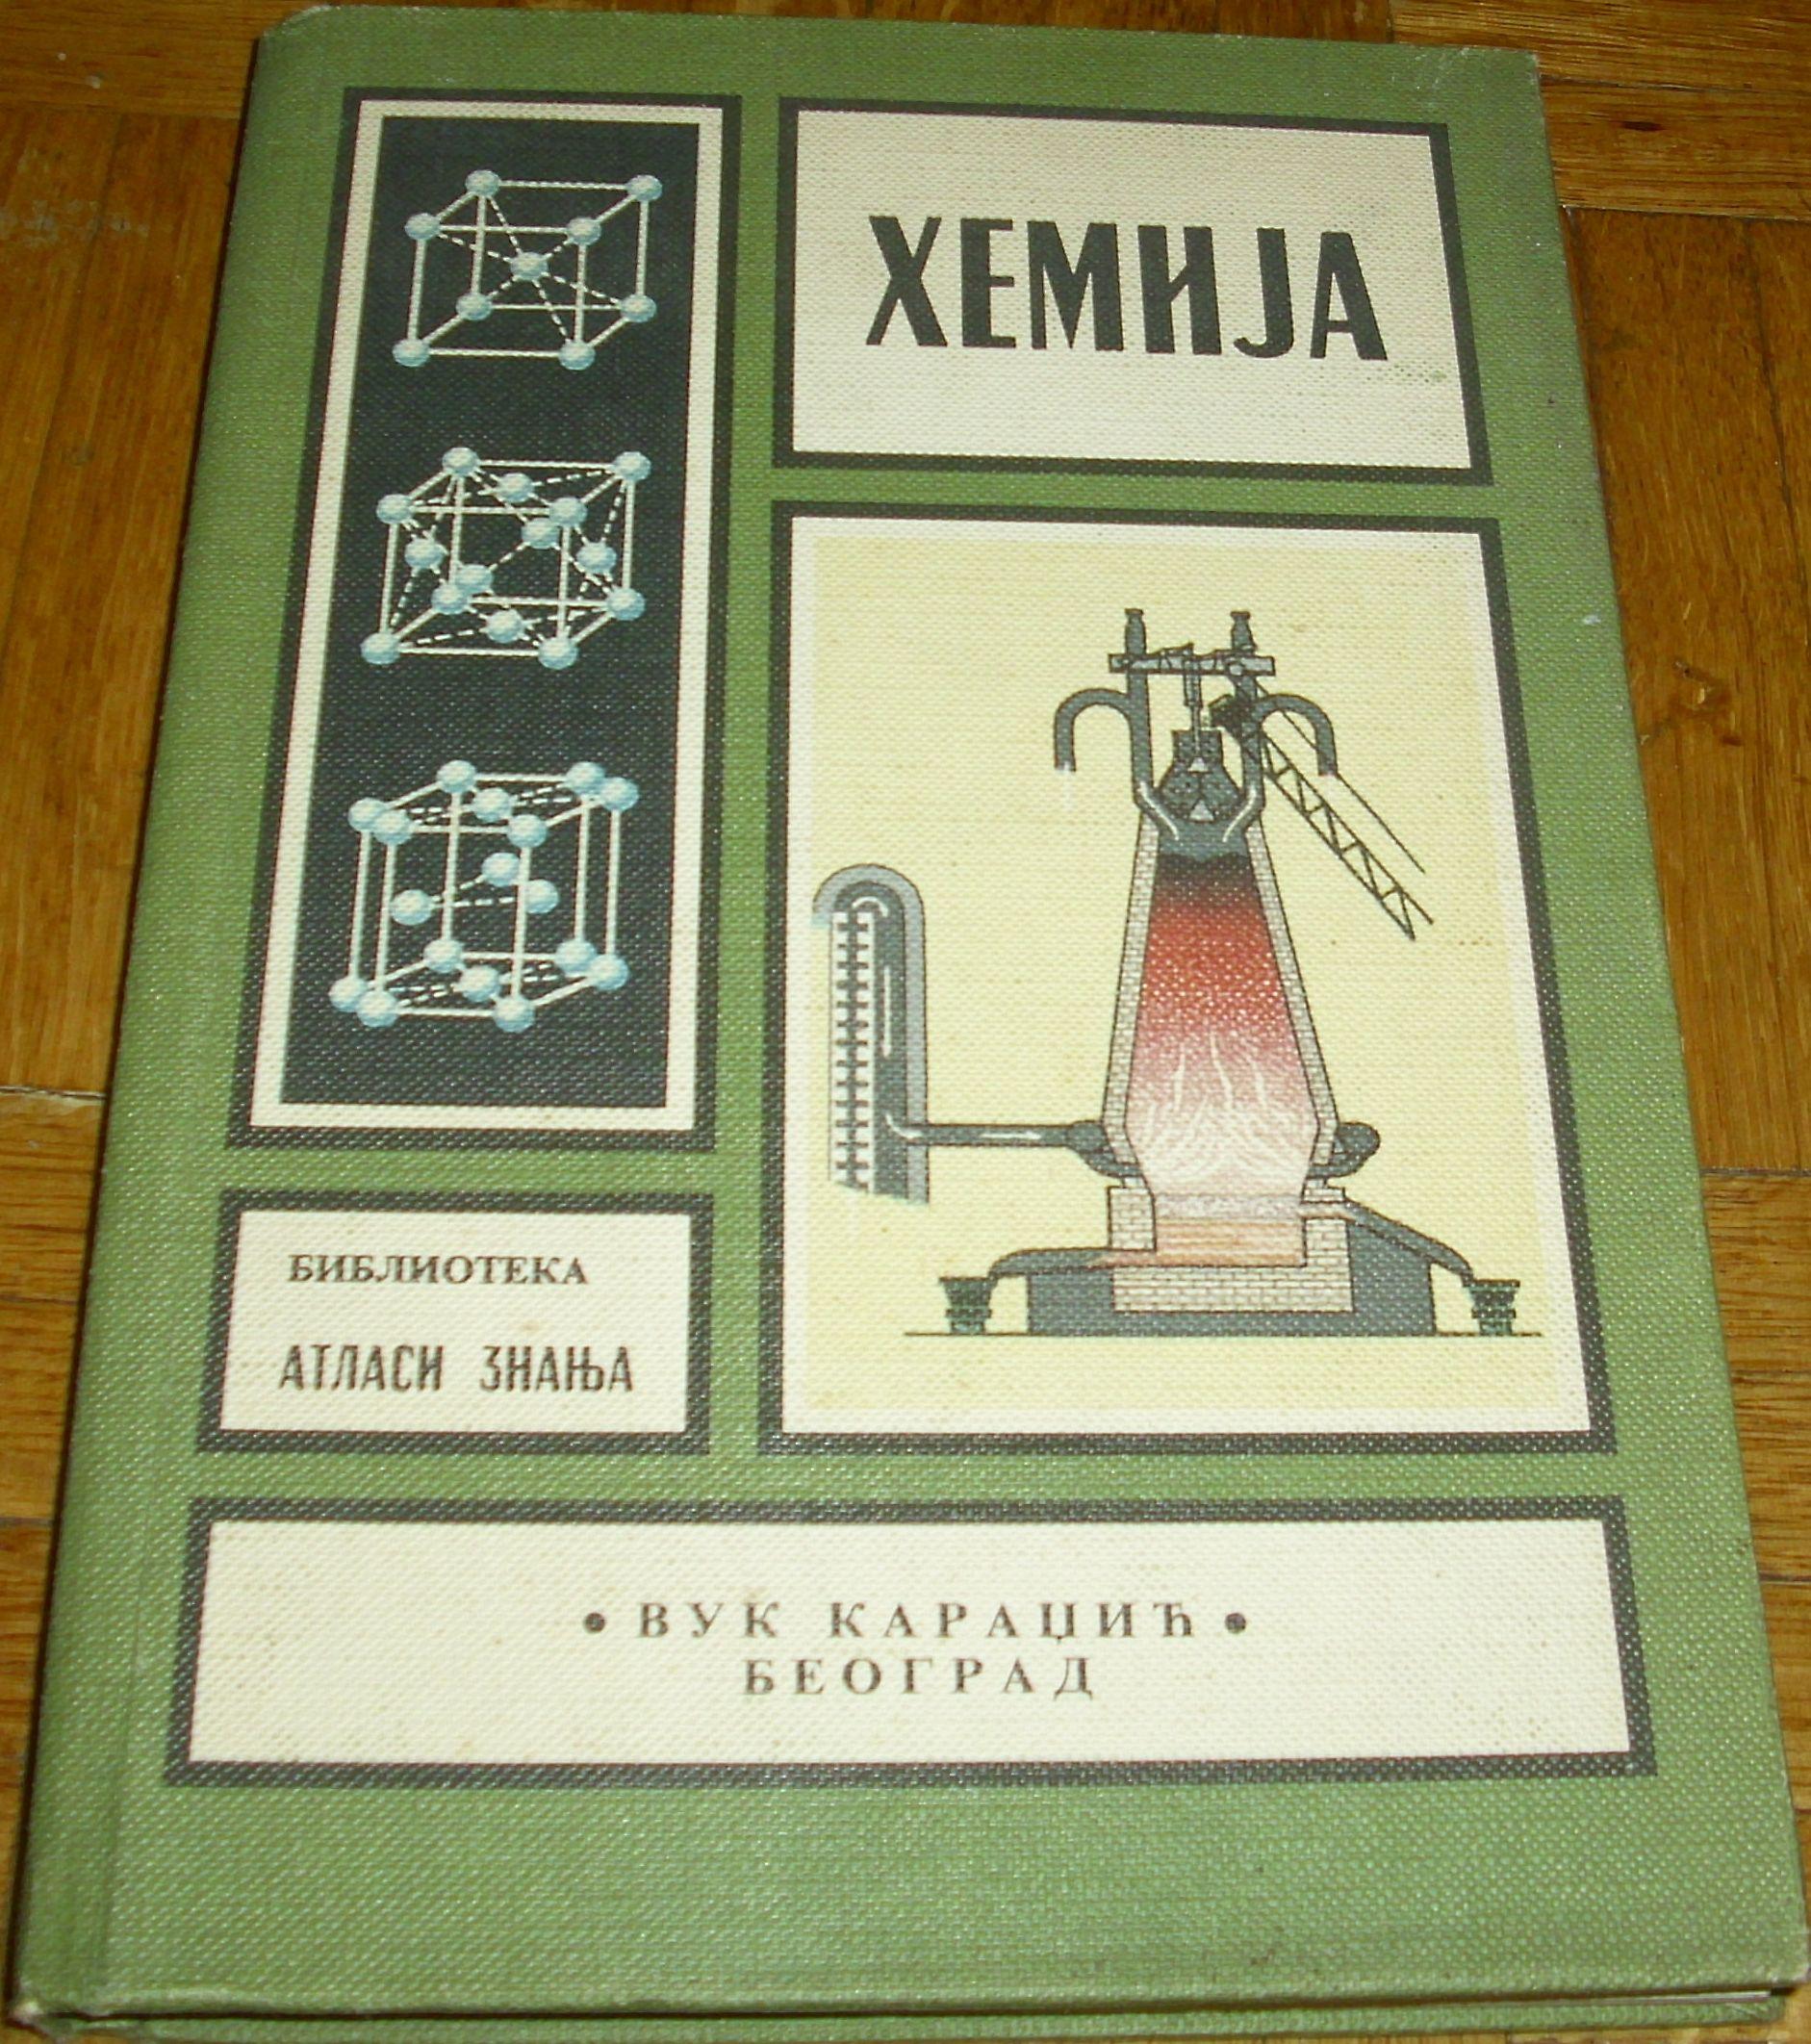 ХЕМИЈА
БИБЛИОТЕКА
АТЛАСИ ЗНАЊА
• ВУК КАРАЏИЋ •
БЕОГРАД